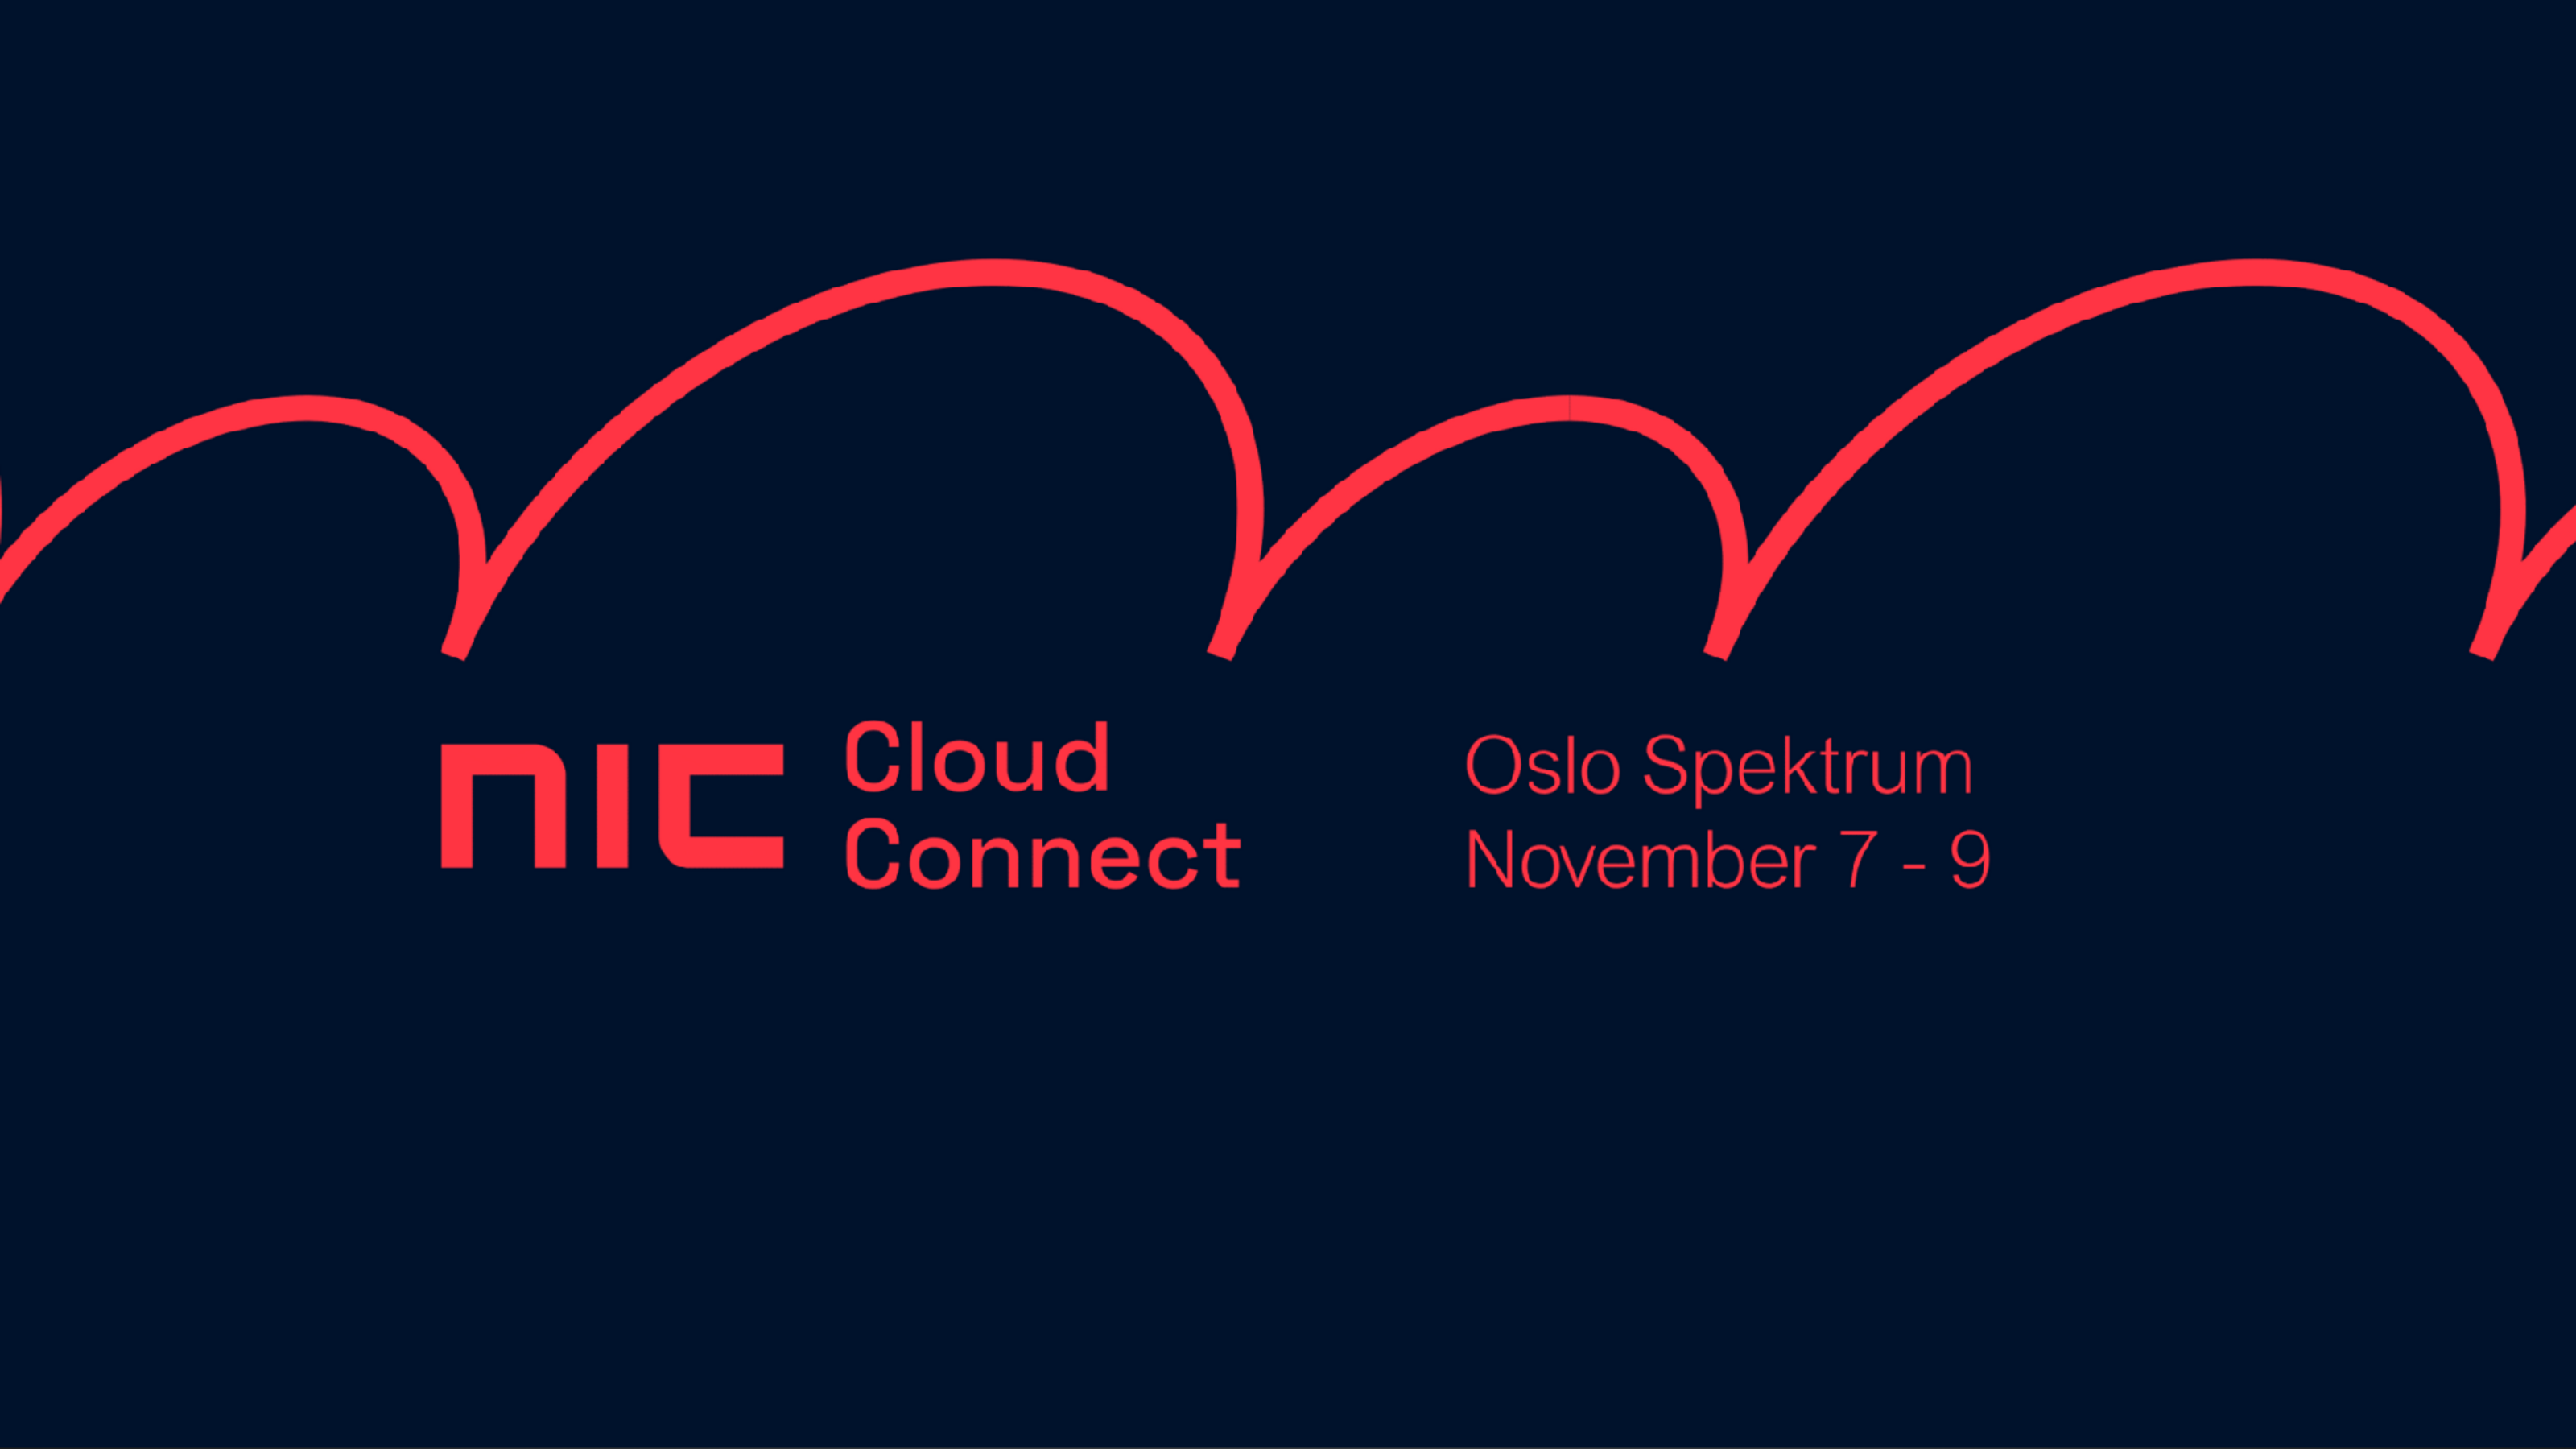 NIC
Cloud
Connect
Oslo Spektrum
November 7 - 9